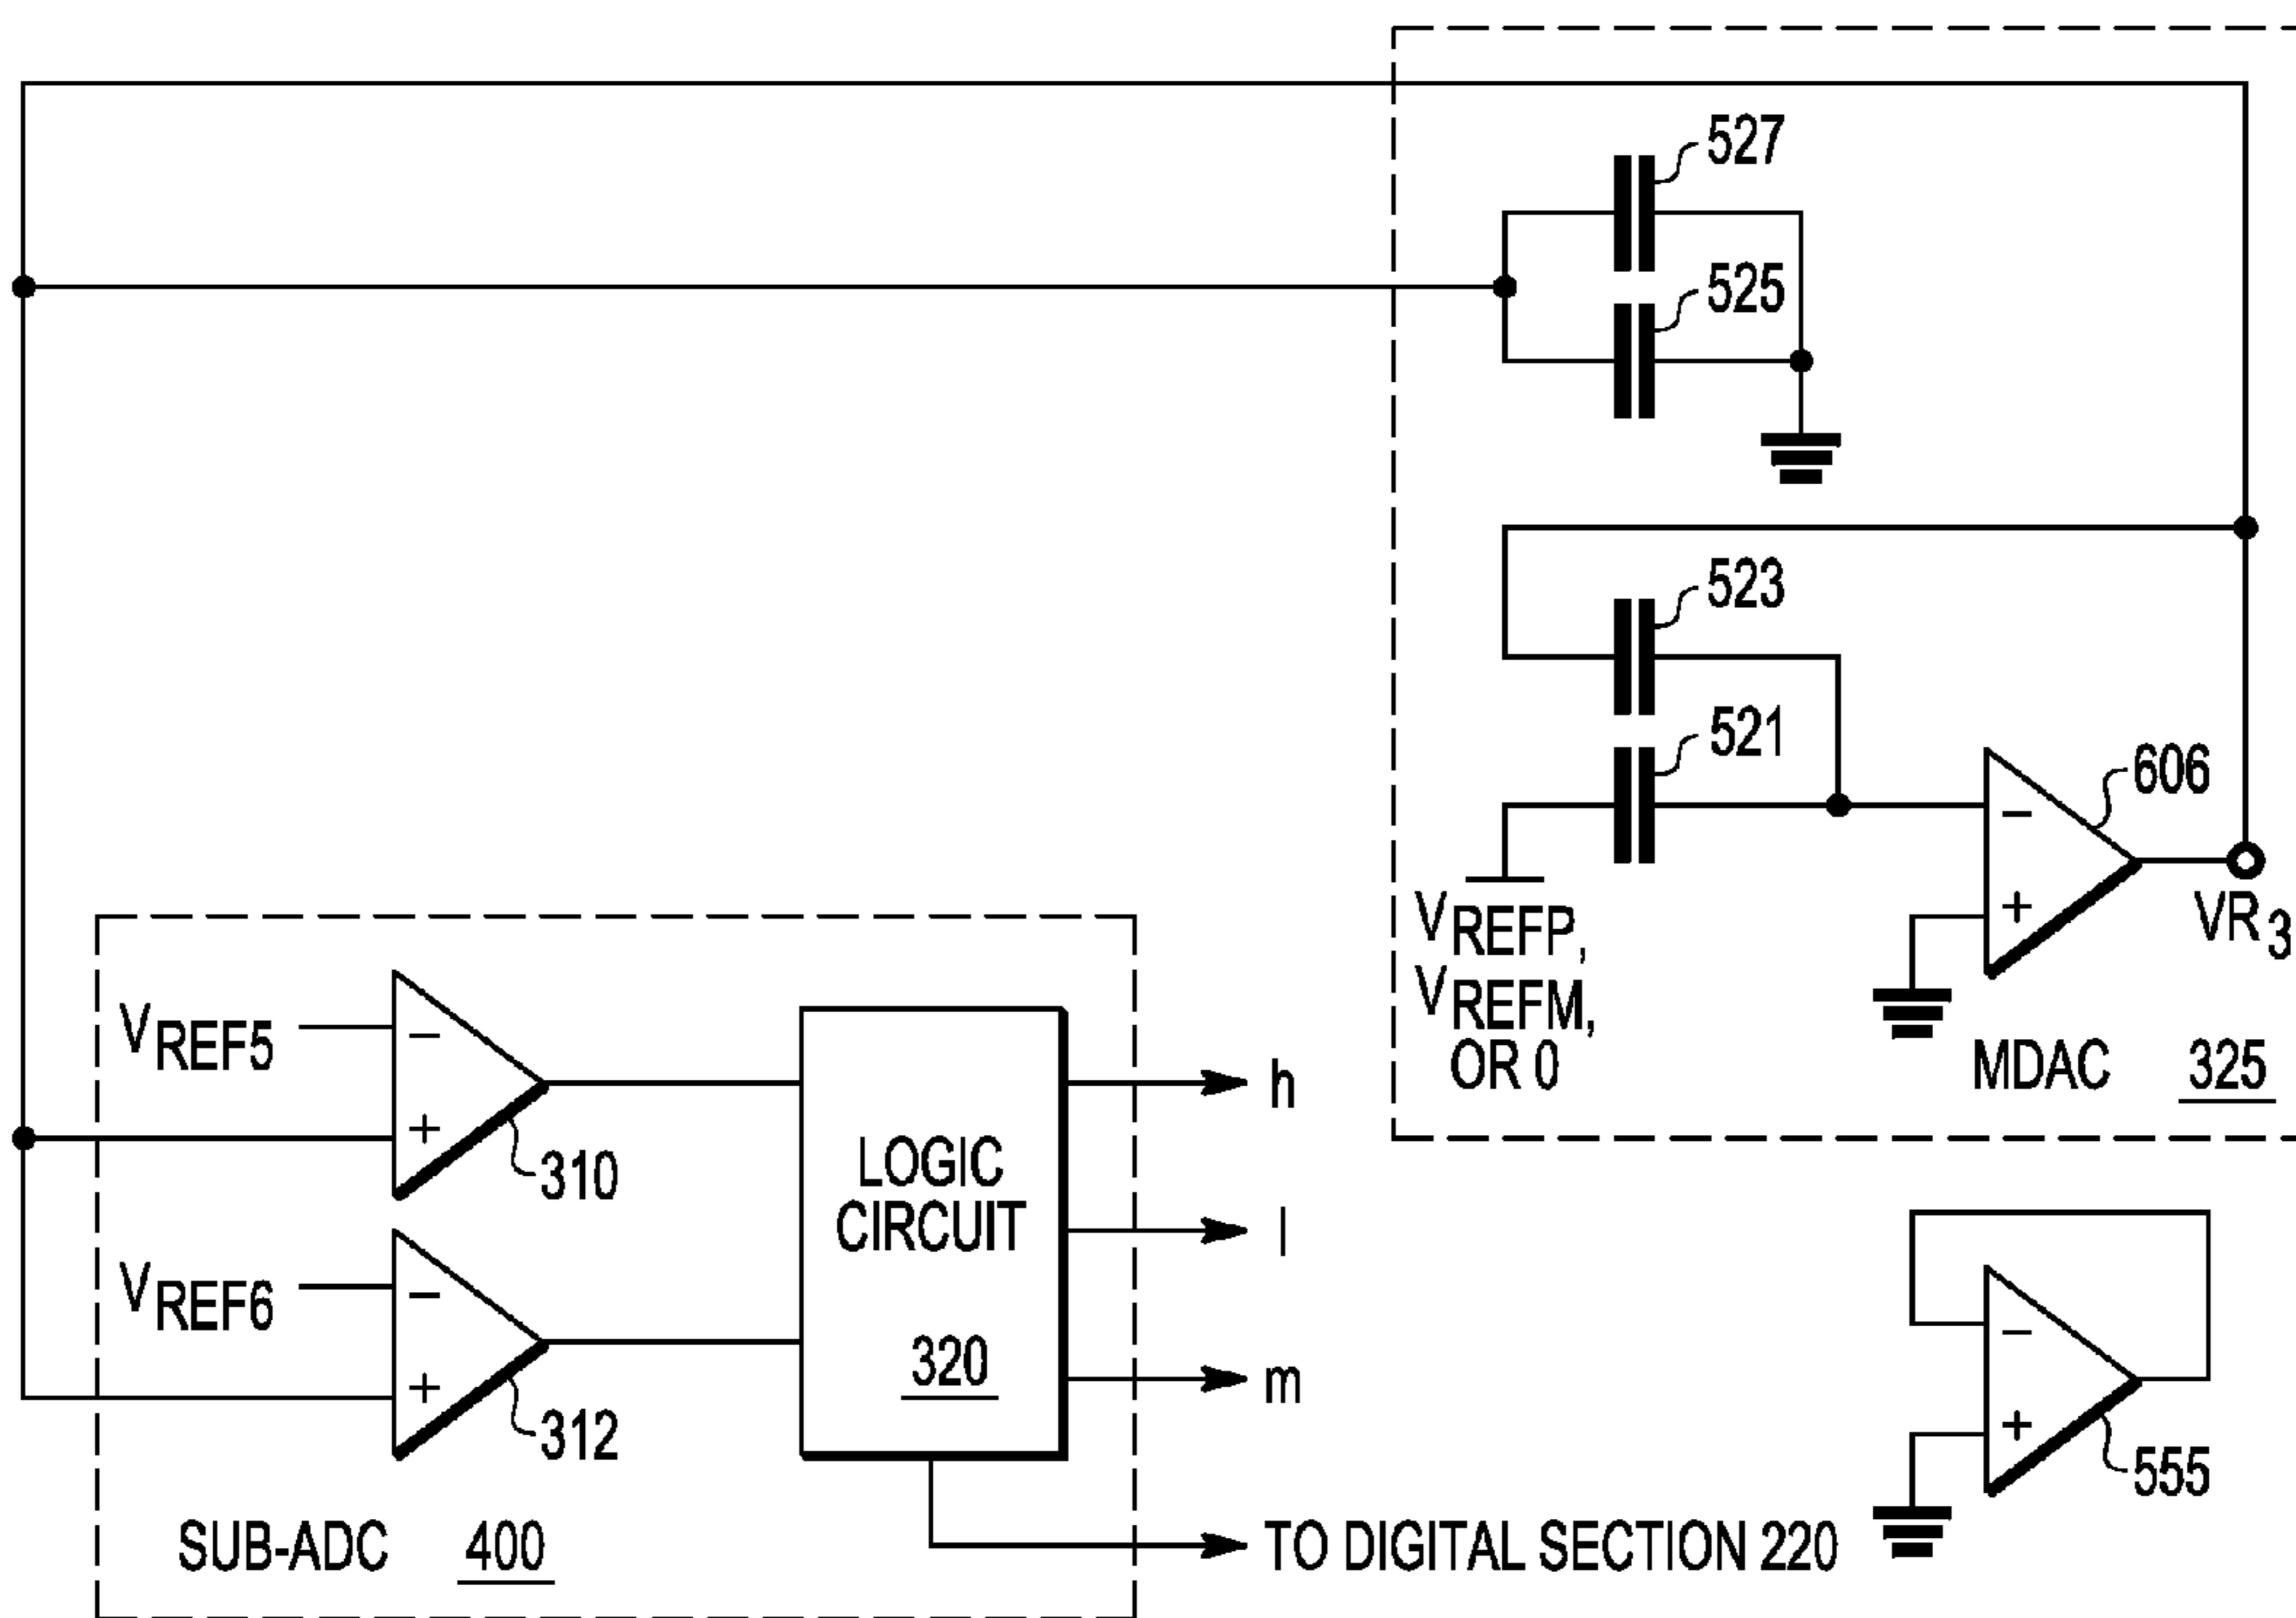 527
525
523
521
606
VREFP,
VREFM,
OR 0
VR3
MDAC 325
VREF5
−
+
310
VREF6
−
+
312
LOGIC
CIRCUIT
320
h
l
m
SUB-ADC 400
TO DIGITAL SECTION 220
−
+
−
+
555